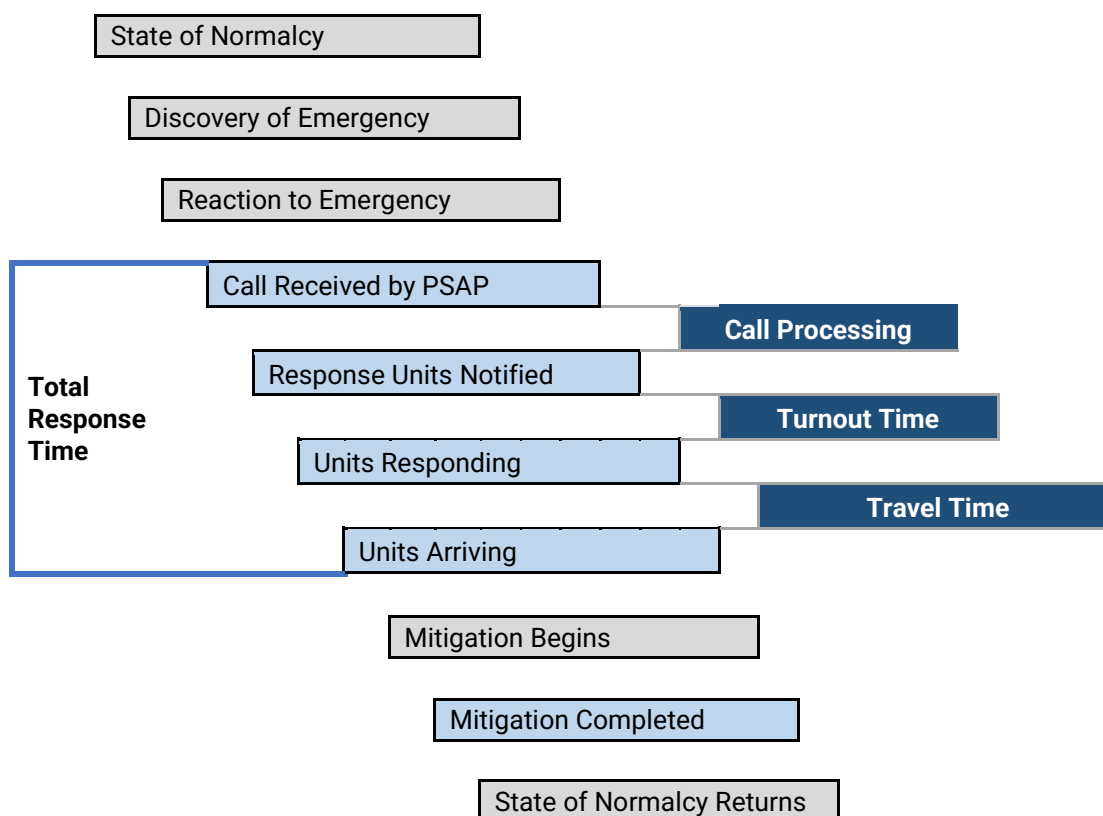 State of Normalcy
Discovery of Emergency
Reaction to Emergency
Call Received by PSAP
Call Processing
Response Units Notified
Total
Response
Time
Turnout Time
Units Responding
Travel Time
Units Arriving
Mitigation Begins
Mitigation Completed
State of Normalcy Returns